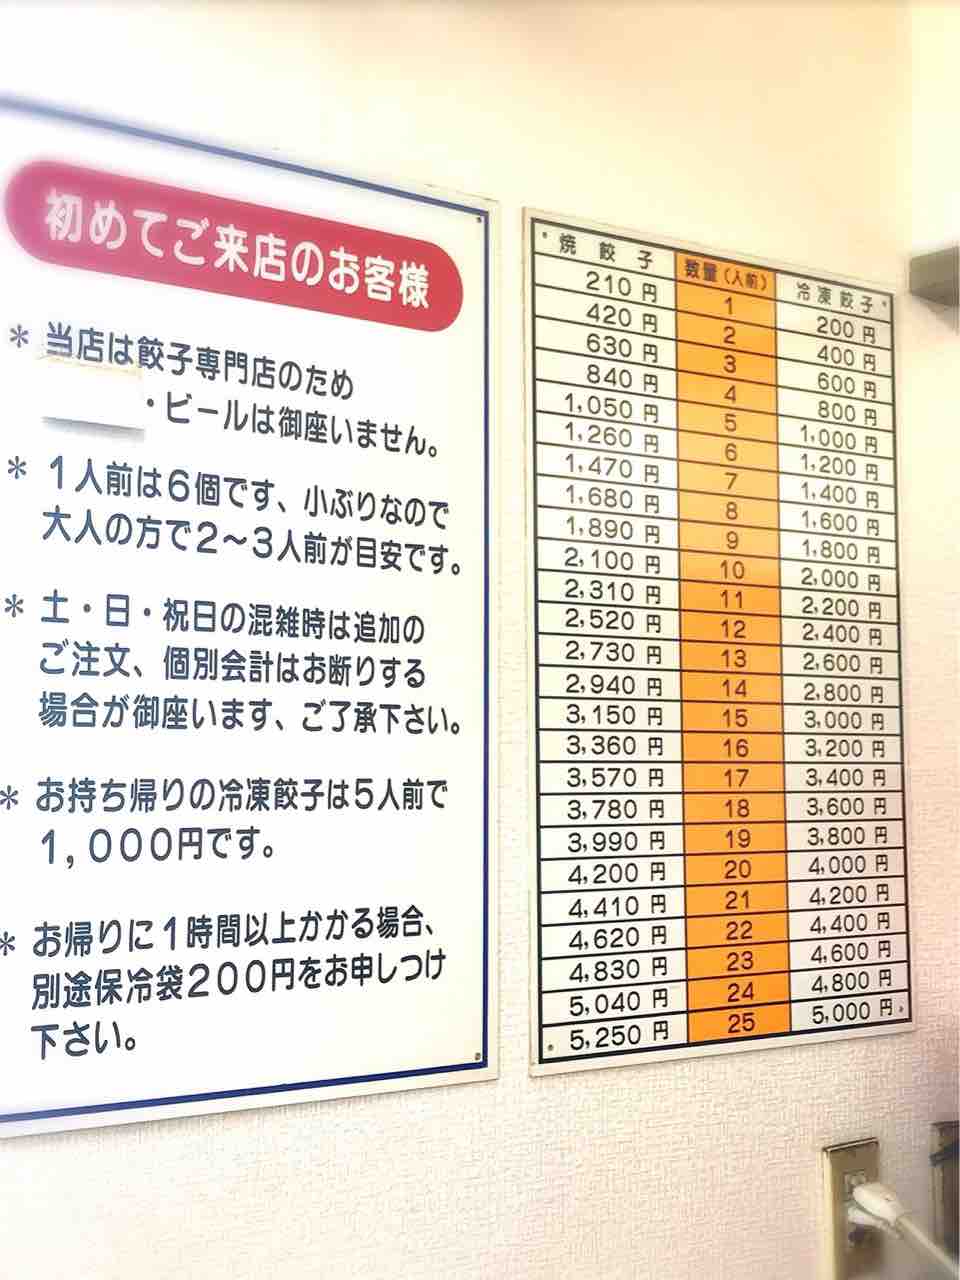 初めてご来店のお客様
＊ 当店は餃子専門店のため
・ビールは御座いません。
＊ １人前は６個です、小ぶりなので
大人の方で２〜３人前が目安です。
＊ 土・日・祝日の混雑時は追加の
ご注文、個別会計はお断りする
場合が御座います、ご了承下さい。
＊ お持ち帰りの冷凍餃子は５人前で
１,０００円です。
＊ お帰りに１時間以上かかる場合、
別途保冷袋２００円をお申しつけ
下さい。
焼餃子 数量(人前) 冷凍餃子
210円 1 200円
420円 2 400円
630円 3 600円
840円 4 800円
1,050円 5 1,000円
1,260円 6 1,200円
1,470円 7 1,400円
1,680円 8 1,600円
1,890円 9 1,800円
2,100円 10 2,000円
2,310円 11 2,200円
2,520円 12 2,400円
2,730円 13 2,600円
2,940円 14 2,800円
3,150円 15 3,000円
3,360円 16 3,200円
3,570円 17 3,400円
3,780円 18 3,600円
3,990円 19 3,800円
4,200円 20 4,000円
4,410円 21 4,200円
4,620円 22 4,400円
4,830円 23 4,600円
5,040円 24 4,800円
5,250円 25 5,000円